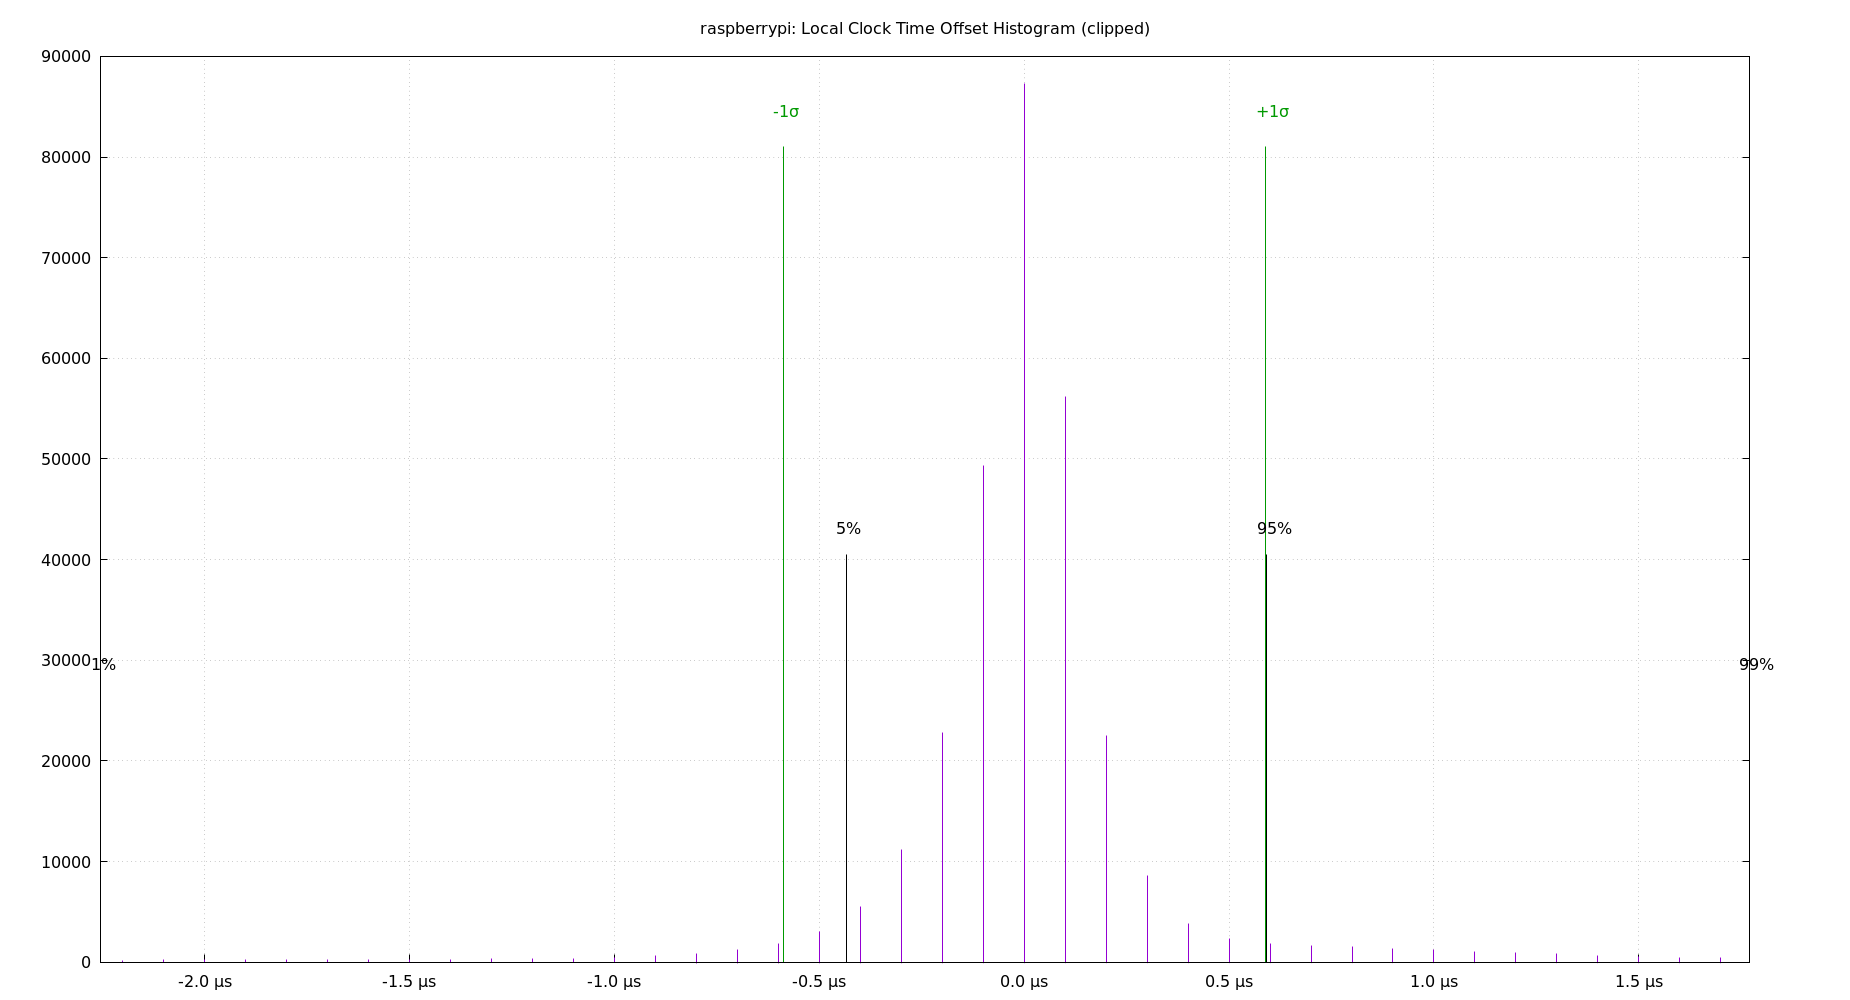 raspberrypi: Local Clock Time Offset Histogram (clipped)
90000
-1σ
+1σ
80000
70000
60000
50000
5%
95%
40000
30000
1%
99%
20000
10000
0
-2.0 μs
-1.5 μs
-1.0 μs
-0.5 μs
0.0 μs
0.5 μs
1.0 μs
1.5 μs